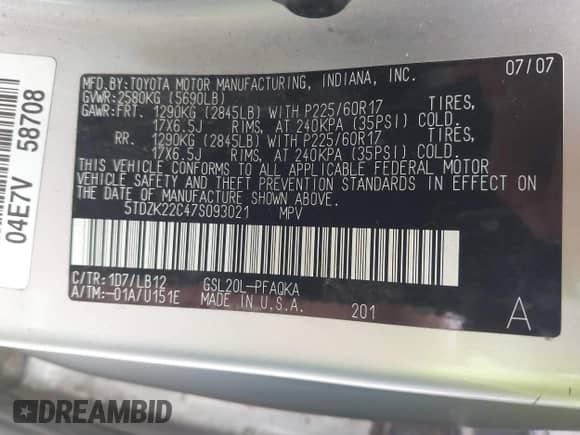 04E7V 58708
MFD.BY:TOYOTA MOTOR MANUFACTURING, INDIANA, INC. 07/07
GVWR:2580KG (5690LB)
GAWR:FRT. 1290KG (2845LB) WITH P225/60R17 TIRES,
17X6.5J RIMS, AT 240KPA (35PSI) COLD.
RR. 1290KG (2845LB) WITH P225/60R17 TIRES,
17X6.5J RIMS, AT 240KPA (35PSI) COLD.
THIS VEHICLE CONFORMS TO ALL APPLICABLE FEDERAL MOTOR
VEHICLE SAFETY AND THEFT PREVENTION STANDARDS IN EFFECT ON
THE DATE OF MANUFACTURE SHOWN ABOVE.
5TDZK22C47S093021 MPV
C/TR:1D7/LB12 GSL20L-PFAQKA
A/TM:-01A/U151E MADE IN U.S.A. 201
A
DREAMBID